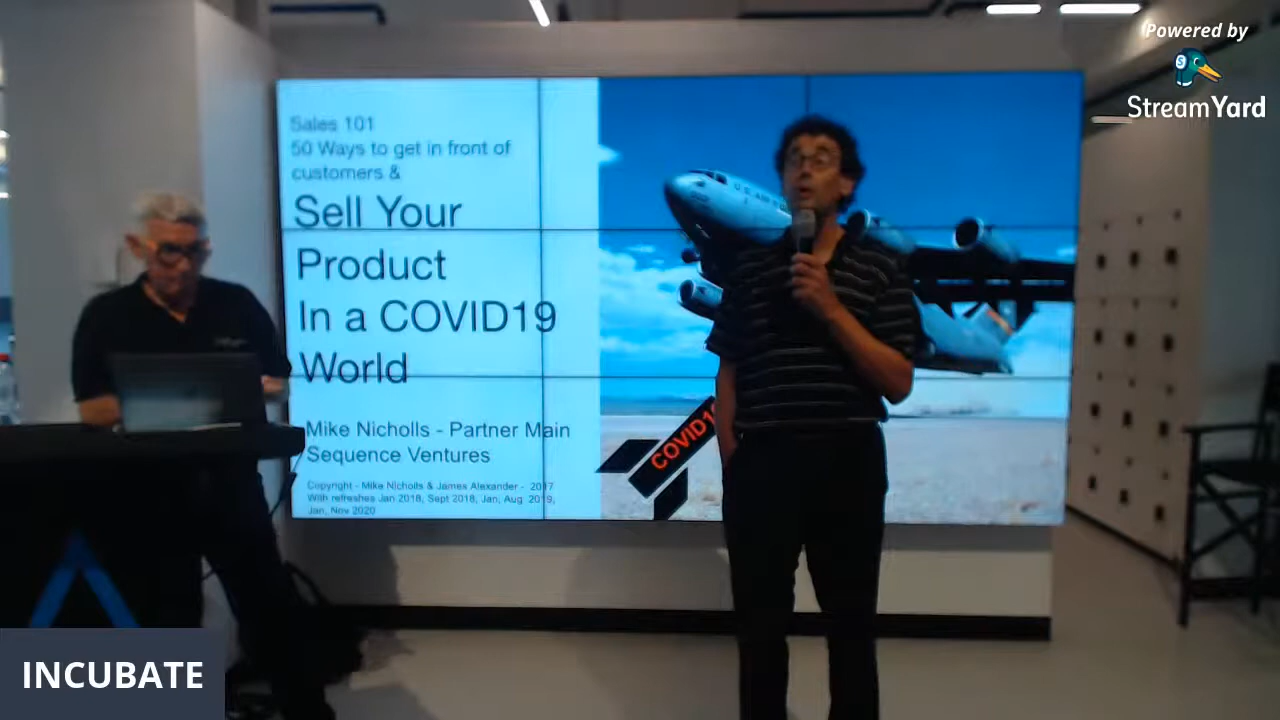 Powered by
StreamYard
Sales 101
50 Ways to get in front of
customers &
Sell Your
Product
In a COVID19
World
Mike Nicholls - Partner Main
Sequence Ventures
Copyright - Mike Nicholls & James Alexander - 2017
With refreshes Jan 2018, Sept 2018, Jan, Aug 2019,
Jan, Nov 2020
U.S. AIR
COVID19
INCUBATE